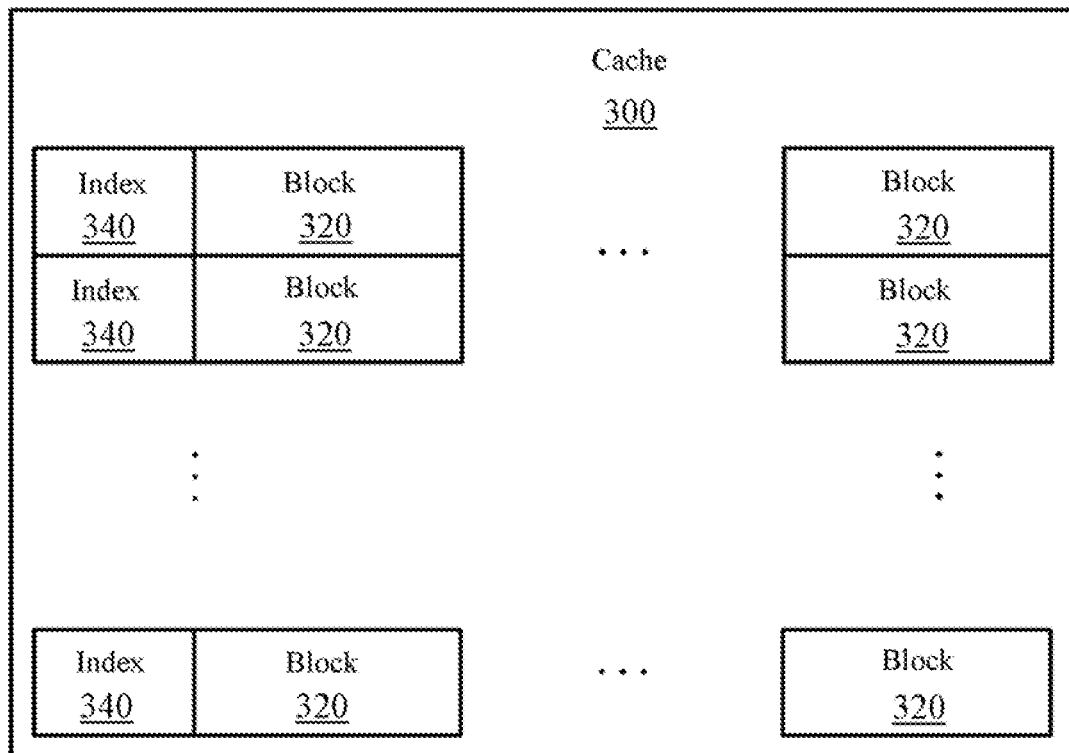 Cache
300
Index Block Block
340 320 ... 320
Index Block Block
340 320 320
Index Block ... Block
340 320 320